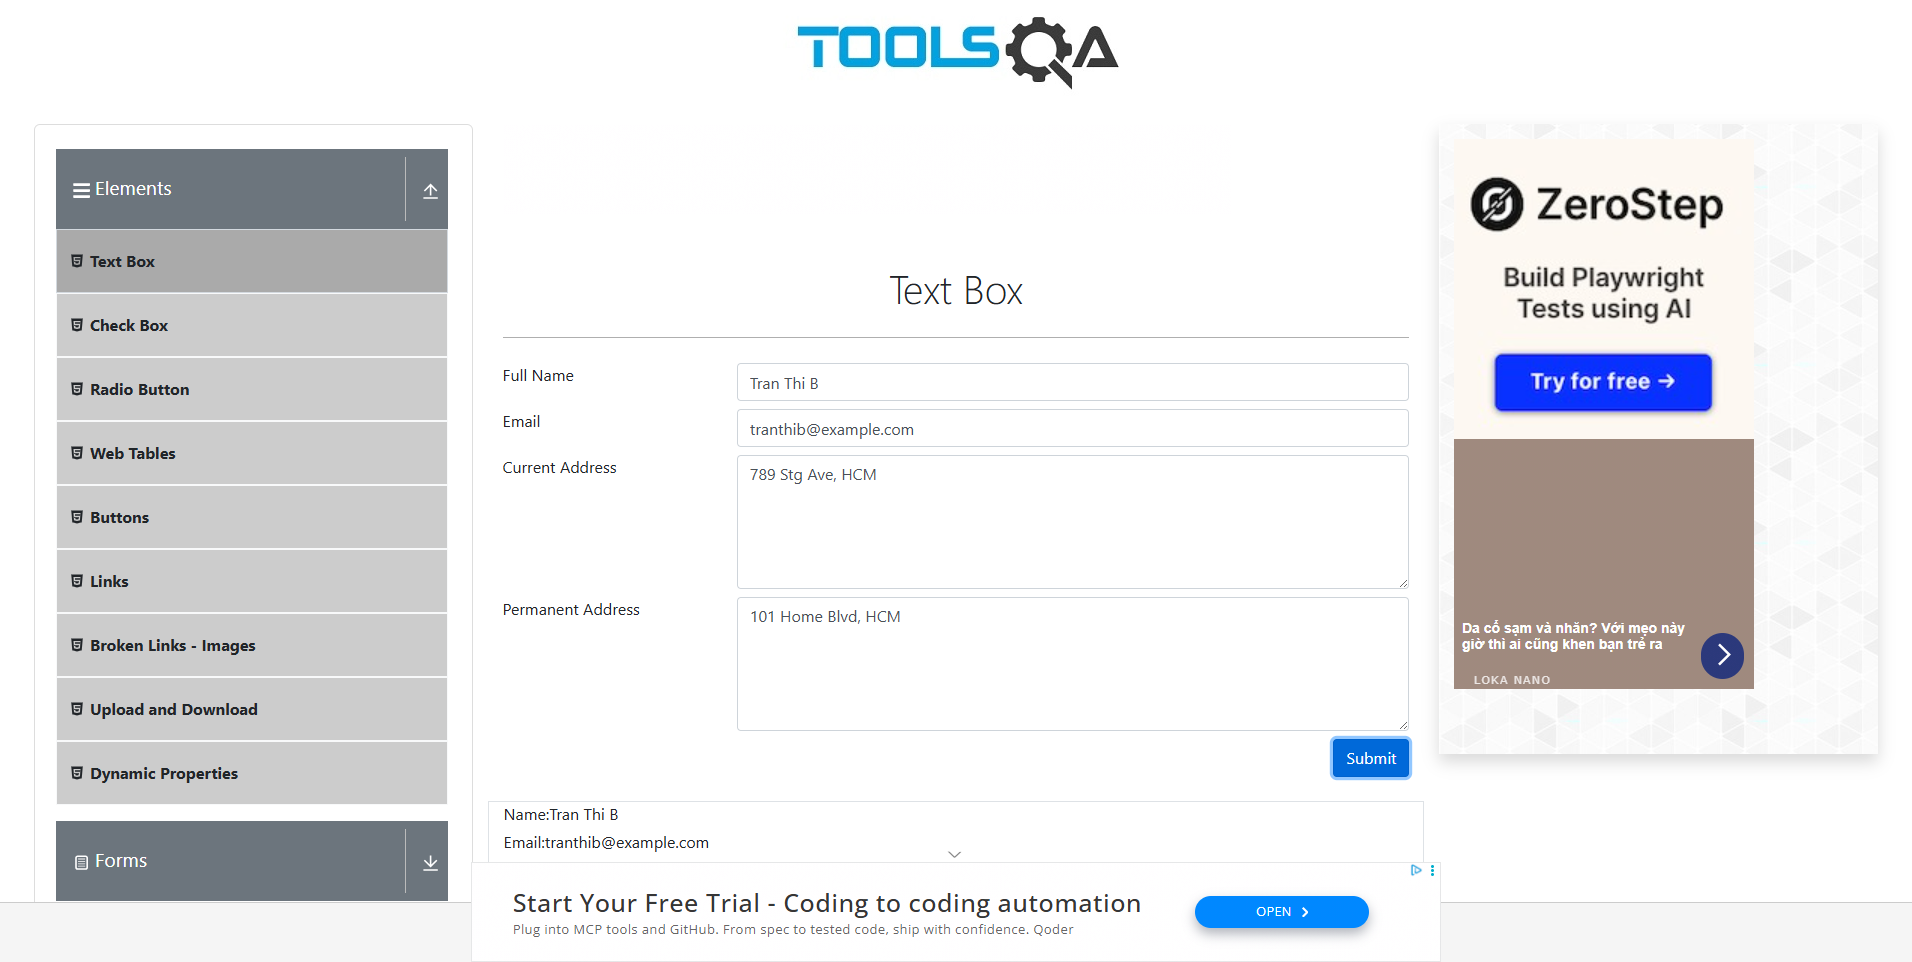 TOOLSQA
Elements
Text Box
Check Box
Radio Button
Web Tables
Buttons
Links
Broken Links - Images
Upload and Download
Dynamic Properties
Forms
Text Box
Full Name
Tran Thi B
Email
tranthib@example.com
Current Address
789 Stg Ave, HCM
Permanent Address
101 Home Blvd, HCM
Submit
Name:Tran Thi B
Email:tranthib@example.com
ZeroStep
Build Playwright
Tests using AI
Try for free →
Da cổ sạm và nhăn? Với mẹo này
giờ thì ai cũng khen bạn trẻ ra
LOKA NANO
Start Your Free Trial - Coding to coding automation
Plug into MCP tools and GitHub. From spec to tested code, ship with confidence. Qoder
OPEN